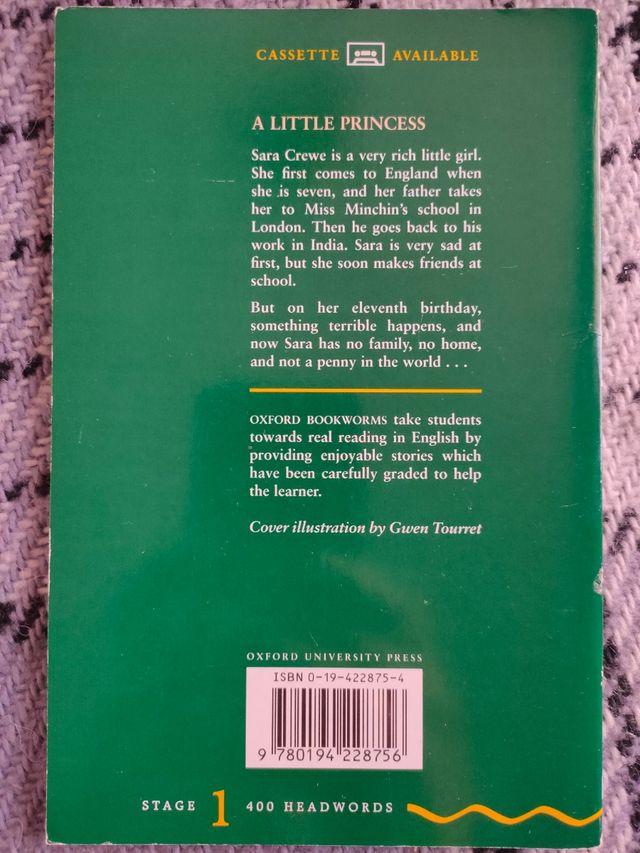 CASSETTE AVAILABLE
A LITTLE PRINCESS
Sara Crewe is a very rich little girl.
She first comes to England when
she is seven, and her father takes
her to Miss Minchin's school in
London. Then he goes back to his
work in India. Sara is very sad at
first, but she soon makes friends at
school.
But on her eleventh birthday,
something terrible happens, and
now Sara has no family, no home,
and not a penny in the world . . .
OXFORD BOOKWORMS take students
towards real reading in English by
providing enjoyable stories which
have been carefully graded to help
the learner.
Cover illustration by Gwen Tourret
OXFORD UNIVERSITY PRESS
ISBN 0-19-422875-4
9 780194 228756
STAGE 1 400 HEADWORDS